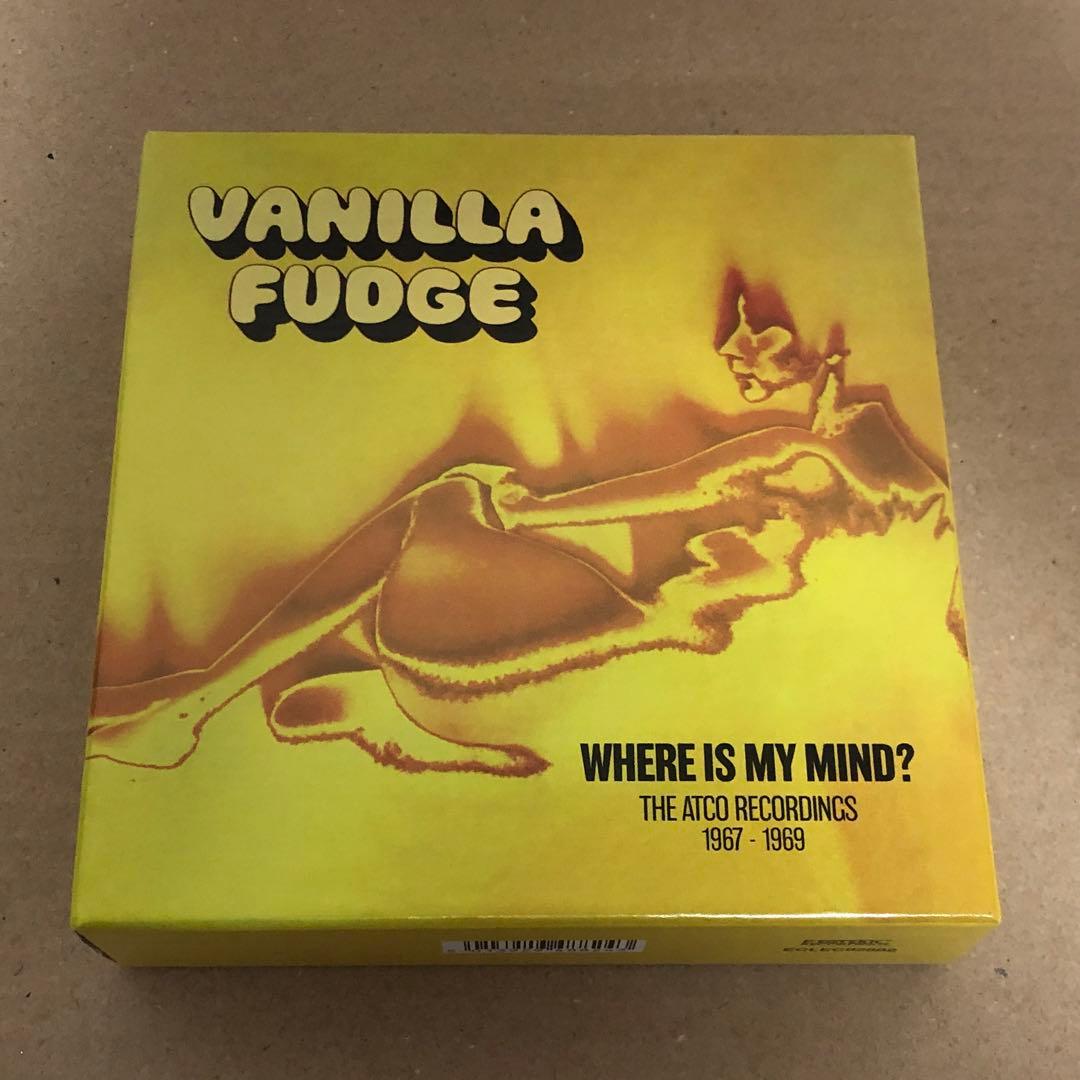 VANILLA
FUDGE
WHERE IS MY MIND?
THE ATCO RECORDINGS
1967 - 1969